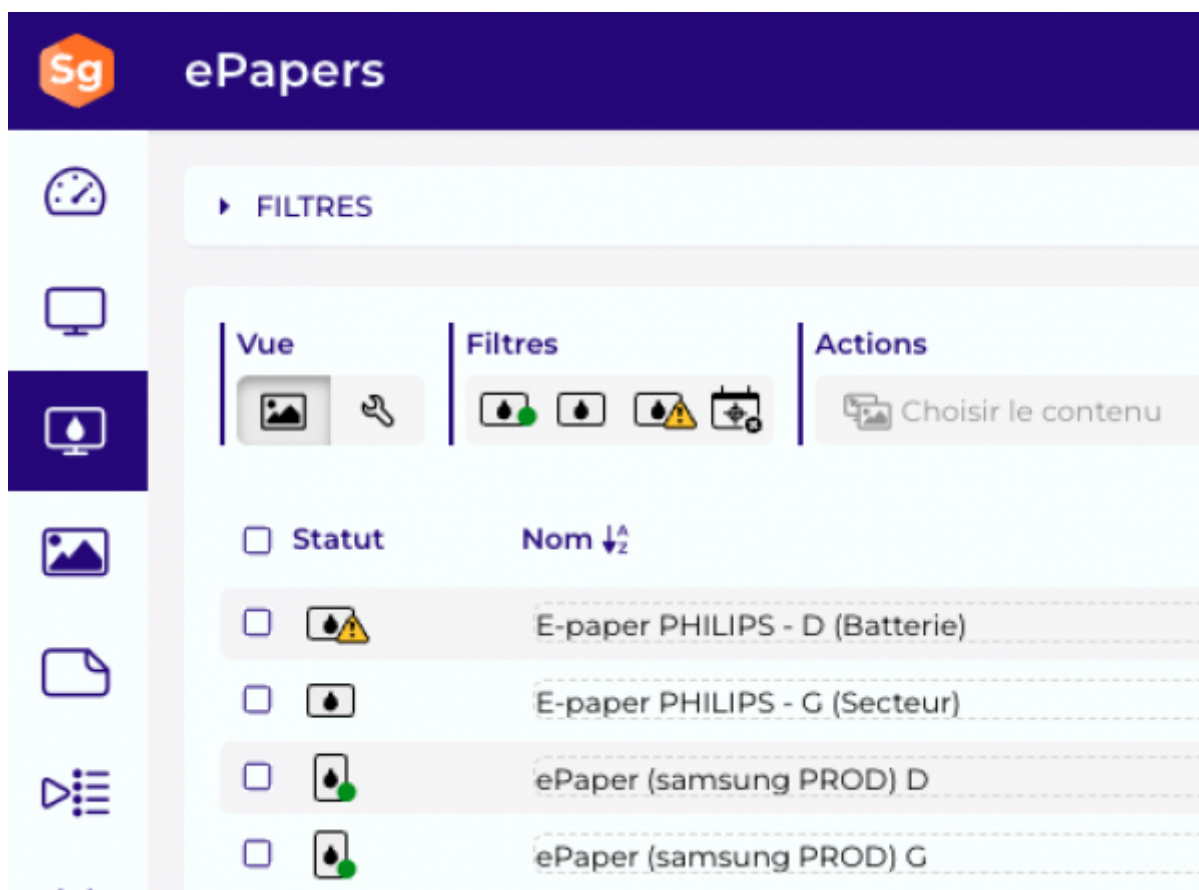 Sg ePapers
FILTRES
Vue Filtres Actions
Choisir le contenu
Statut Nom
E-paper PHILIPS - D (Batterie)
E-paper PHILIPS - G (Secteur)
ePaper (samsung PROD) D
ePaper (samsung PROD) G